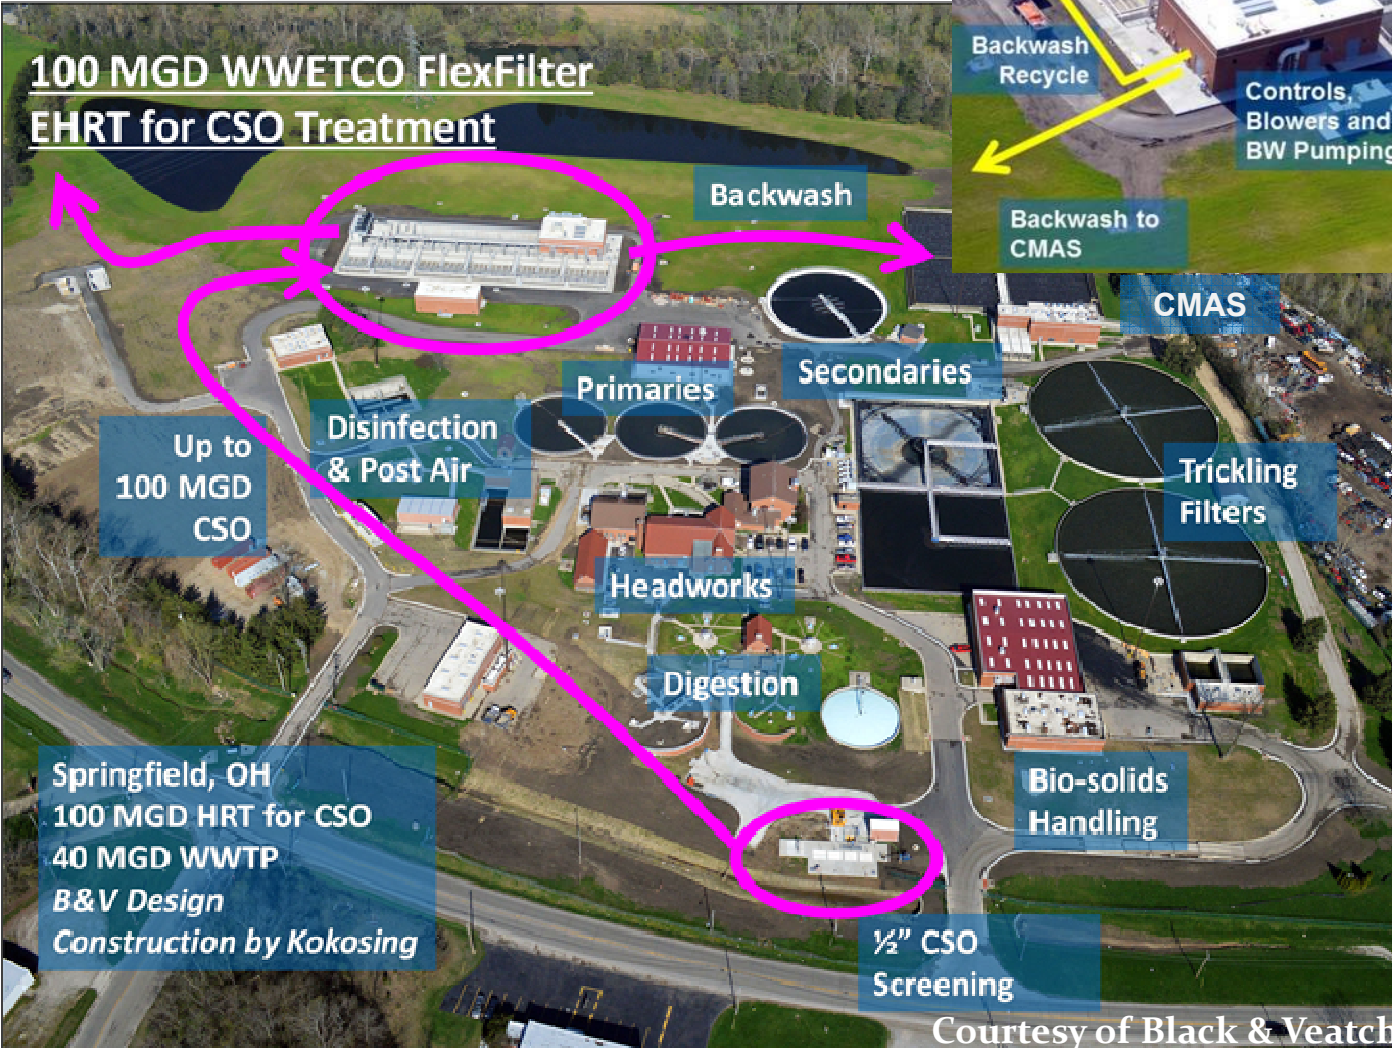 100 MGD WWETCO FlexFilter
EHRT for CSO Treatment
Backwash
Recycle
Controls,
Blowers and
BW Pumping
Backwash to
CMAS
Backwash
CMAS
Primaries
Secondaries
Disinfection
& Post Air
Up to
100 MGD
CSO
Trickling
Filters
Headworks
Digestion
Springfield, OH
100 MGD HRT for CSO
40 MGD WWTP
B&V Design
Construction by Kokosing
Bio-solids
Handling
½” CSO
Screening
Courtesy of Black & Veatch